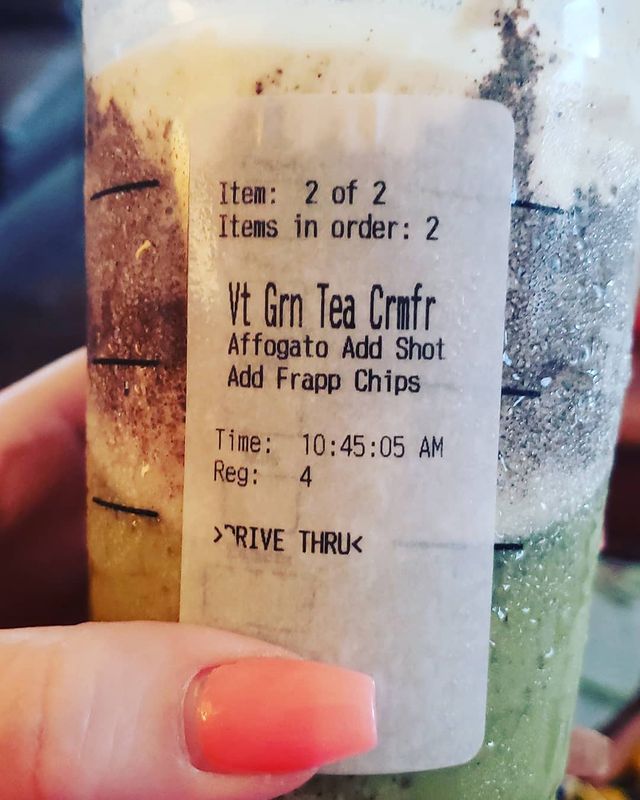 Item: 2 of 2
Items in order: 2
Vt Grn Tea Crmfr
Affogato Add Shot
Add Frapp Chips
Time: 10:45:05 AM
Reg: 4
>DRIVE THRU<